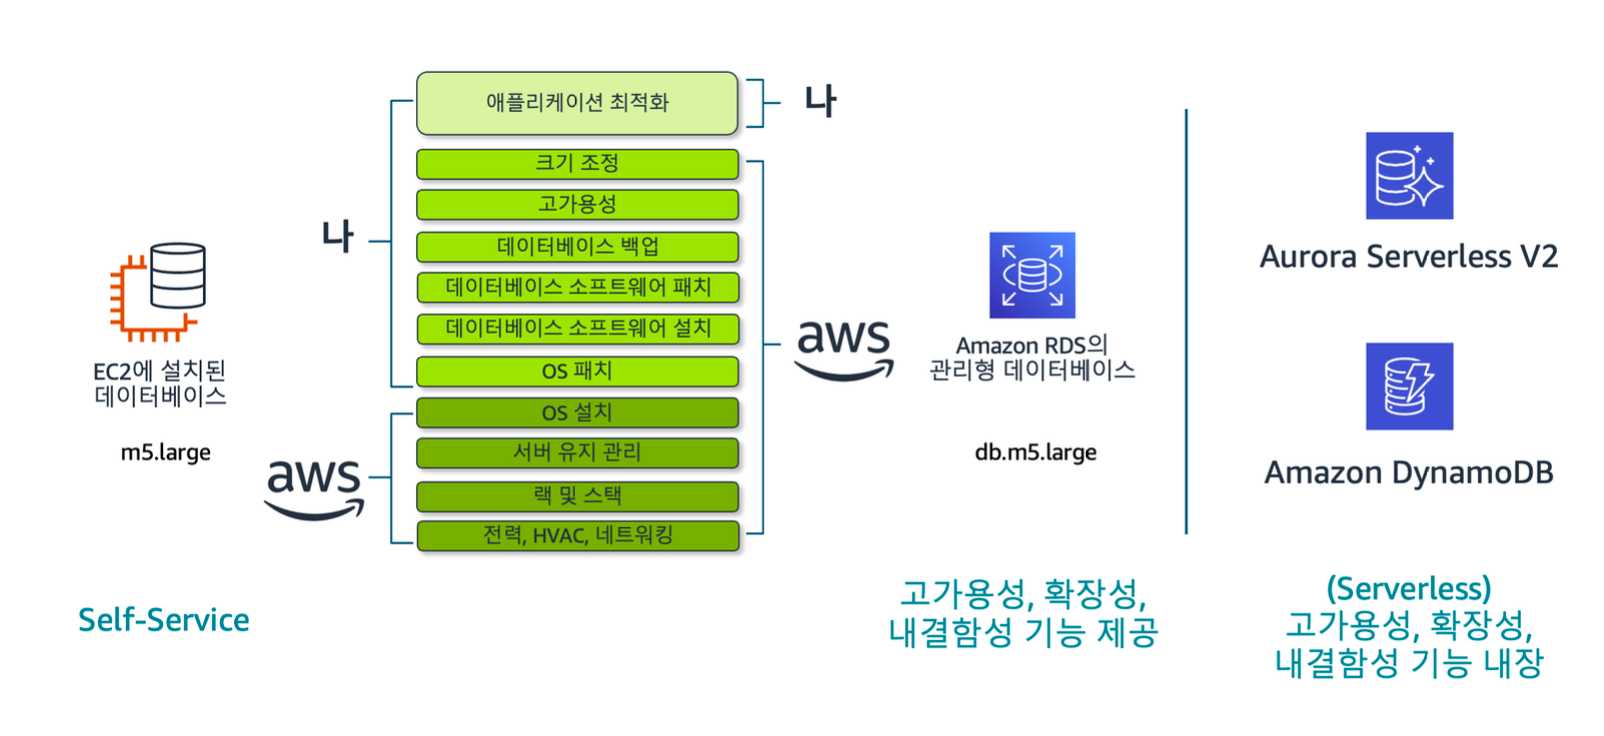 애플리케이션 최적화
나
크기 조정
고가용성
데이터베이스 백업
데이터베이스 소프트웨어 패치
데이터베이스 소프트웨어 설치
OS 패치
OS 설치
서버 유지 관리
랙 및 스택
전력, HVAC, 네트워킹
나
aws
EC2에 설치된
데이터베이스
m5.large
Self-Service
aws
Amazon RDS의
관리형 데이터베이스
db.m5.large
고가용성, 확장성,
내결함성 기능 제공
Aurora Serverless V2
Amazon DynamoDB
(Serverless)
고가용성, 확장성,
내결함성 기능 내장